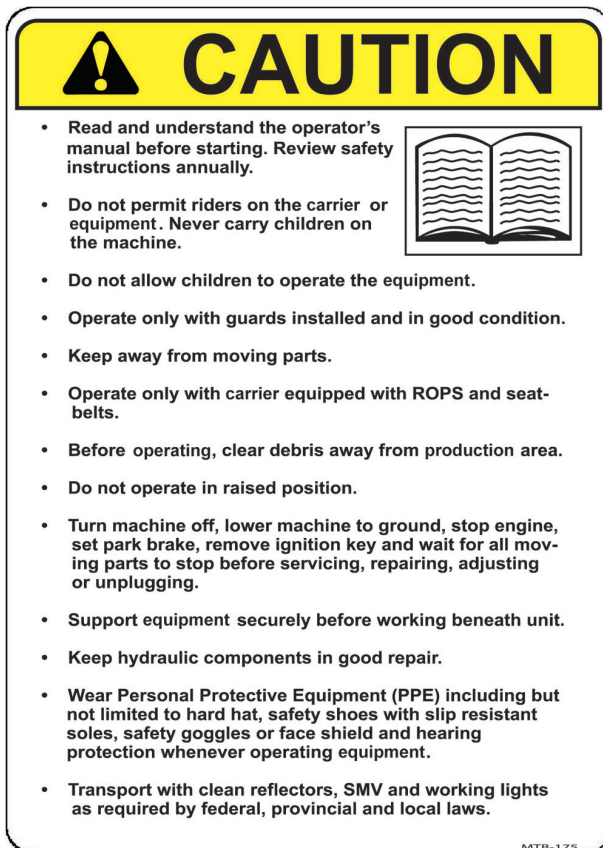 CAUTION
• Read and understand the operator's
manual before starting. Review safety
instructions annually.
• Do not permit riders on the carrier or
equipment. Never carry children on
the machine.
• Do not allow children to operate the equipment.
• Operate only with guards installed and in good condition.
• Keep away from moving parts.
• Operate only with carrier equipped with ROPS and seat-
belts.
• Before operating, clear debris away from production area.
• Do not operate in raised position.
• Turn machine off, lower machine to ground, stop engine,
set park brake, remove ignition key and wait for all mov-
ing parts to stop before servicing, repairing, adjusting
or unplugging.
• Support equipment securely before working beneath unit.
• Keep hydraulic components in good repair.
• Wear Personal Protective Equipment (PPE) including but
not limited to hard hat, safety shoes with slip resistant
soles, safety goggles or face shield and hearing
protection whenever operating equipment.
• Transport with clean reflectors, SMV and working lights
as required by federal, provincial and local laws.
MTB-175